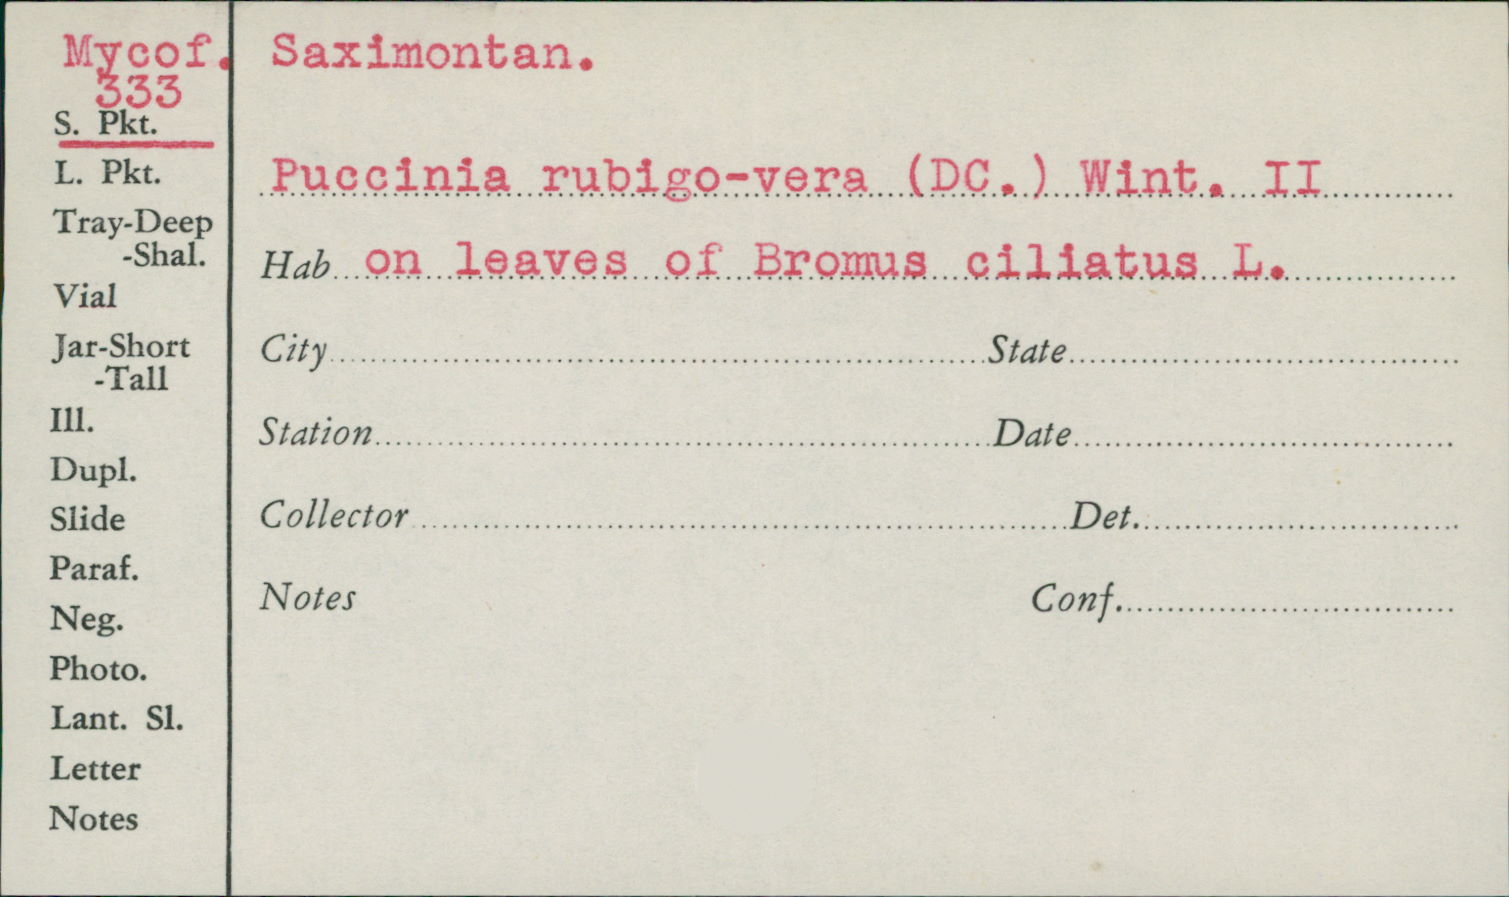 Mycof. Saximontan.
333
S. Pkt.
L. Pkt.
Puccinia rubigo-vera (DC.) Wint. II
Tray-Deep
-Shal.
Hab on leaves of Bromus ciliatus L.
Vial
Jar-Short
-Tall
City State
Ill.
Station Date
Dupl.
Slide
Collector Det.
Paraf.
Neg.
Notes Conf.
Photo.
Lant. Sl.
Letter
Notes